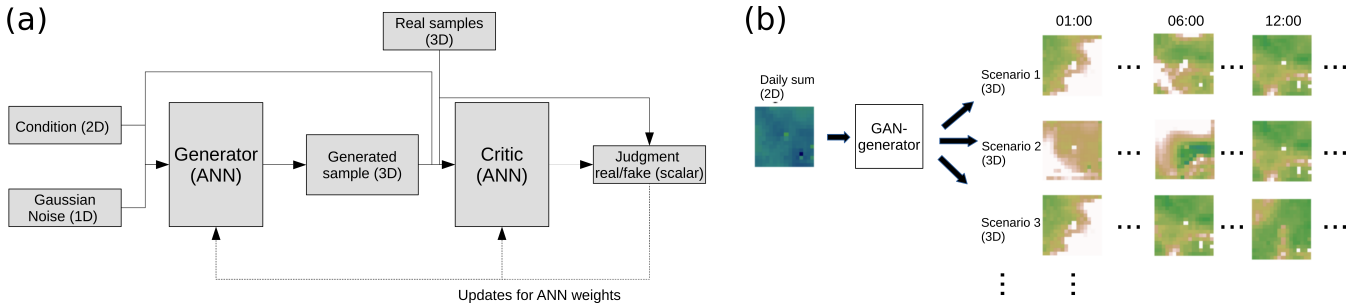 (a)
Real samples
(3D)
Condition (2D)
Gaussian
Noise (1D)
Generator
(ANN)
Generated
sample (3D)
Critic
(ANN)
Judgment
real/fake (scalar)
Updates for ANN weights
(b)
01:00
06:00
12:00
Daily sum
(2D)
GAN-
generator
Scenario 1
(3D)
...
...
...
Scenario 2
(3D)
...
...
...
Scenario 3
(3D)
...
...
...